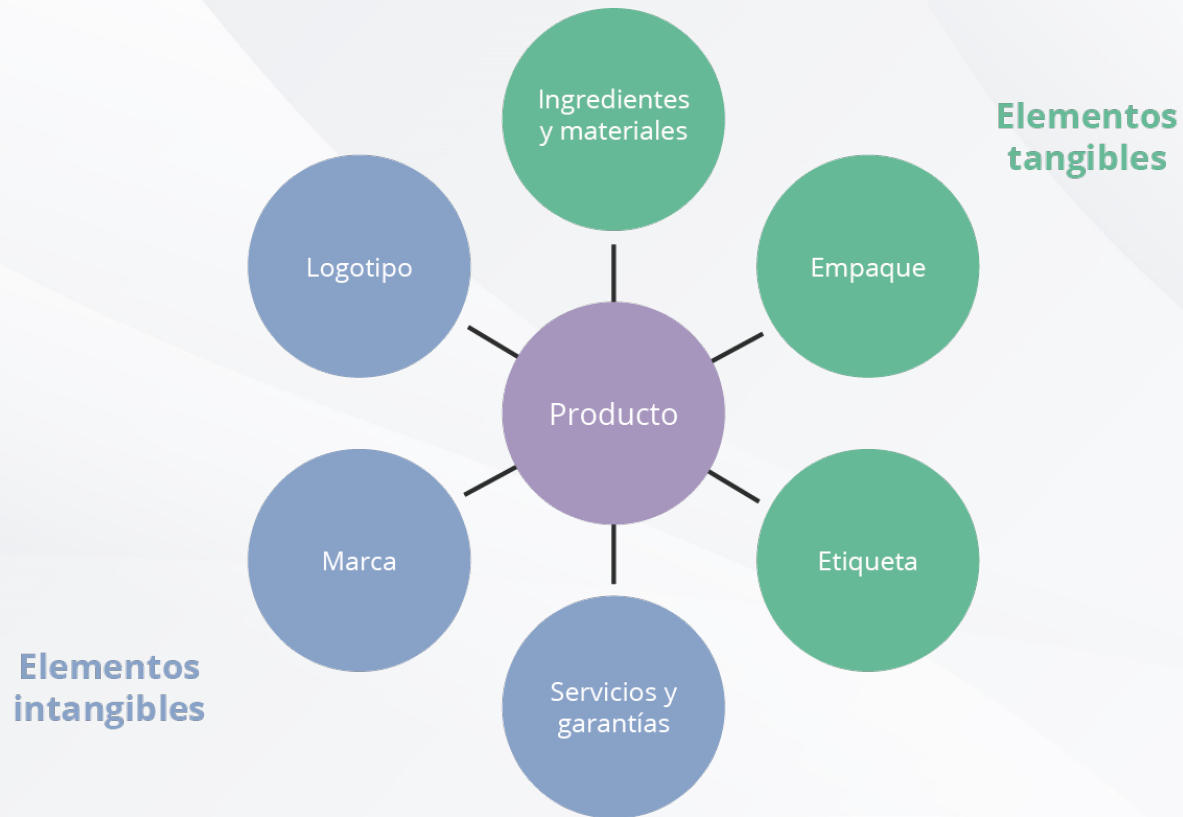 Ingredientes
y materiales
Elementos
tangibles
Logotipo
Empaque
Producto
Marca
Etiqueta
Elementos
intangibles
Servicios y
garantías